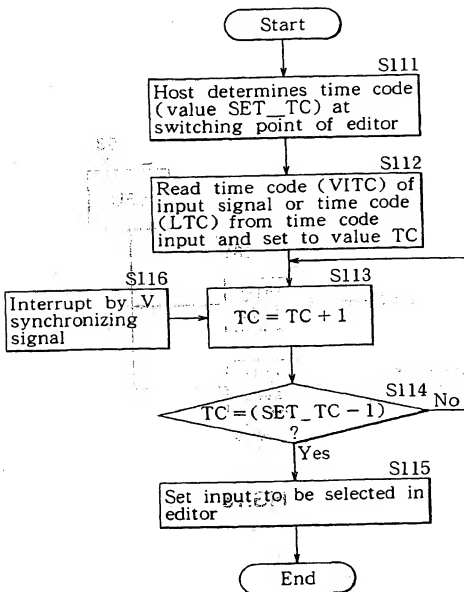 Start
S111
Host determines time code
(value SET_TC) at
switching point of editor
S112
Read time code (VITC) of
input signal or time code
(LTC) from time code
input and set to value TC
S116
Interrupt by V
synchronizing
signal
S113
TC = TC + 1
S114
TC = (SET_TC − 1)
?
No
Yes
S115
Set input to be selected in
editor
End